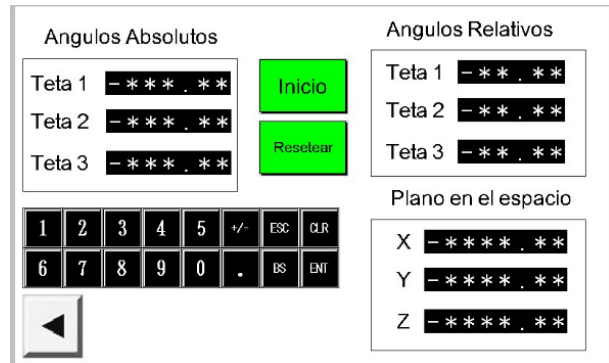 Angulos Absolutos
Teta 1 -***.**
Teta 2 -***.**
Teta 3 -***.**
Inicio
Resetear
Angulos Relativos
Teta 1 -**.**
Teta 2 -**.**
Teta 3 -**.**
Plano en el espacio
X -****.**
Y -****.**
Z -****.**
1 2 3 4 5 +/- ESC CLR
6 7 8 9 0 . BS ENT